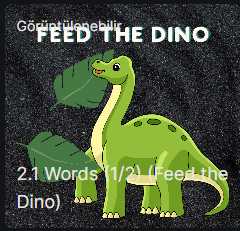 Görüntülenebilir
FEED THE DINO
2.1 Words (1/2) (Feed the
Dino)